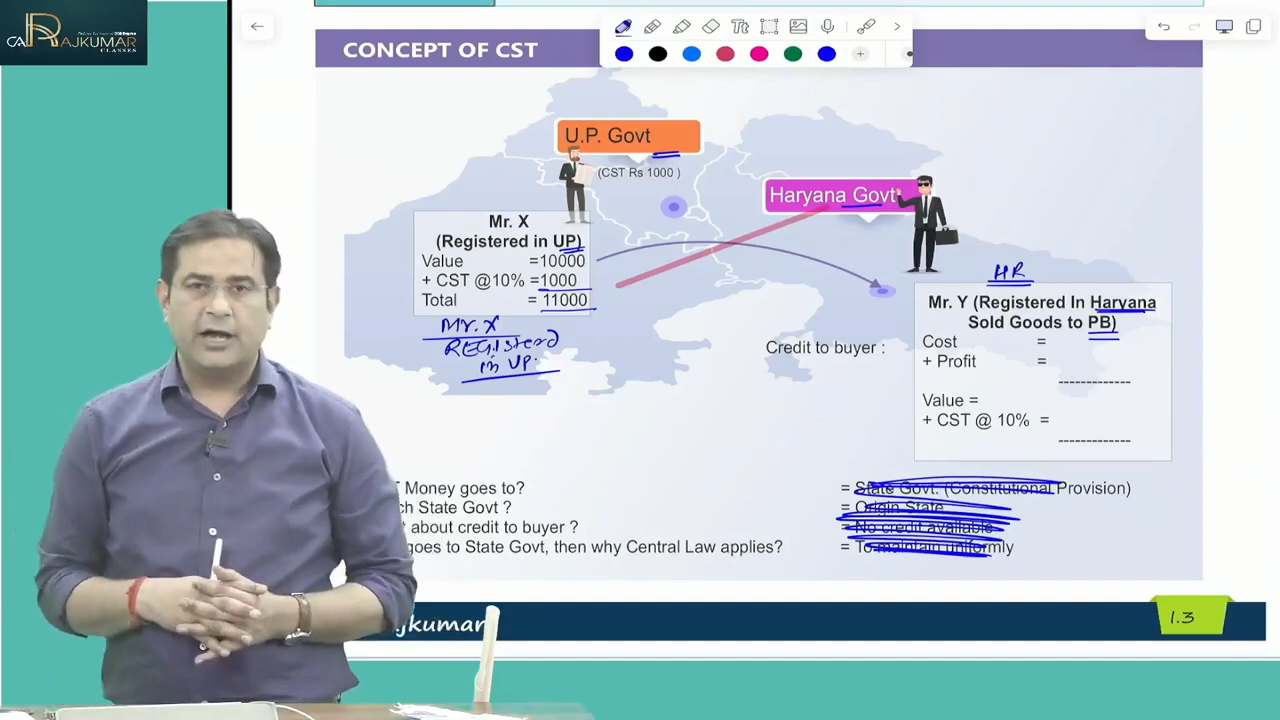 CA RAJKUMAR
CLASSES
CONCEPT OF CST
Tt
U.P. Govt
(CST Rs 1000 )
Haryana Govt
Mr. X
(Registered in UP)
Value =10000
+ CST @10% =1000
Total = 11000
Mr. X
REGIStered
in UP.
HR
Mr. Y (Registered In Haryana
Sold Goods to PB)
Cost =
+ Profit =
-------------
Value =
+ CST @ 10% =
-------------
Credit to buyer :
Money goes to? = State Govt. (Constitutional Provision)
ch State Govt ? = Origin State
t about credit to buyer ? = No credit available
goes to State Govt, then why Central Law applies? = To maintain uniformly
jkumar
1.3